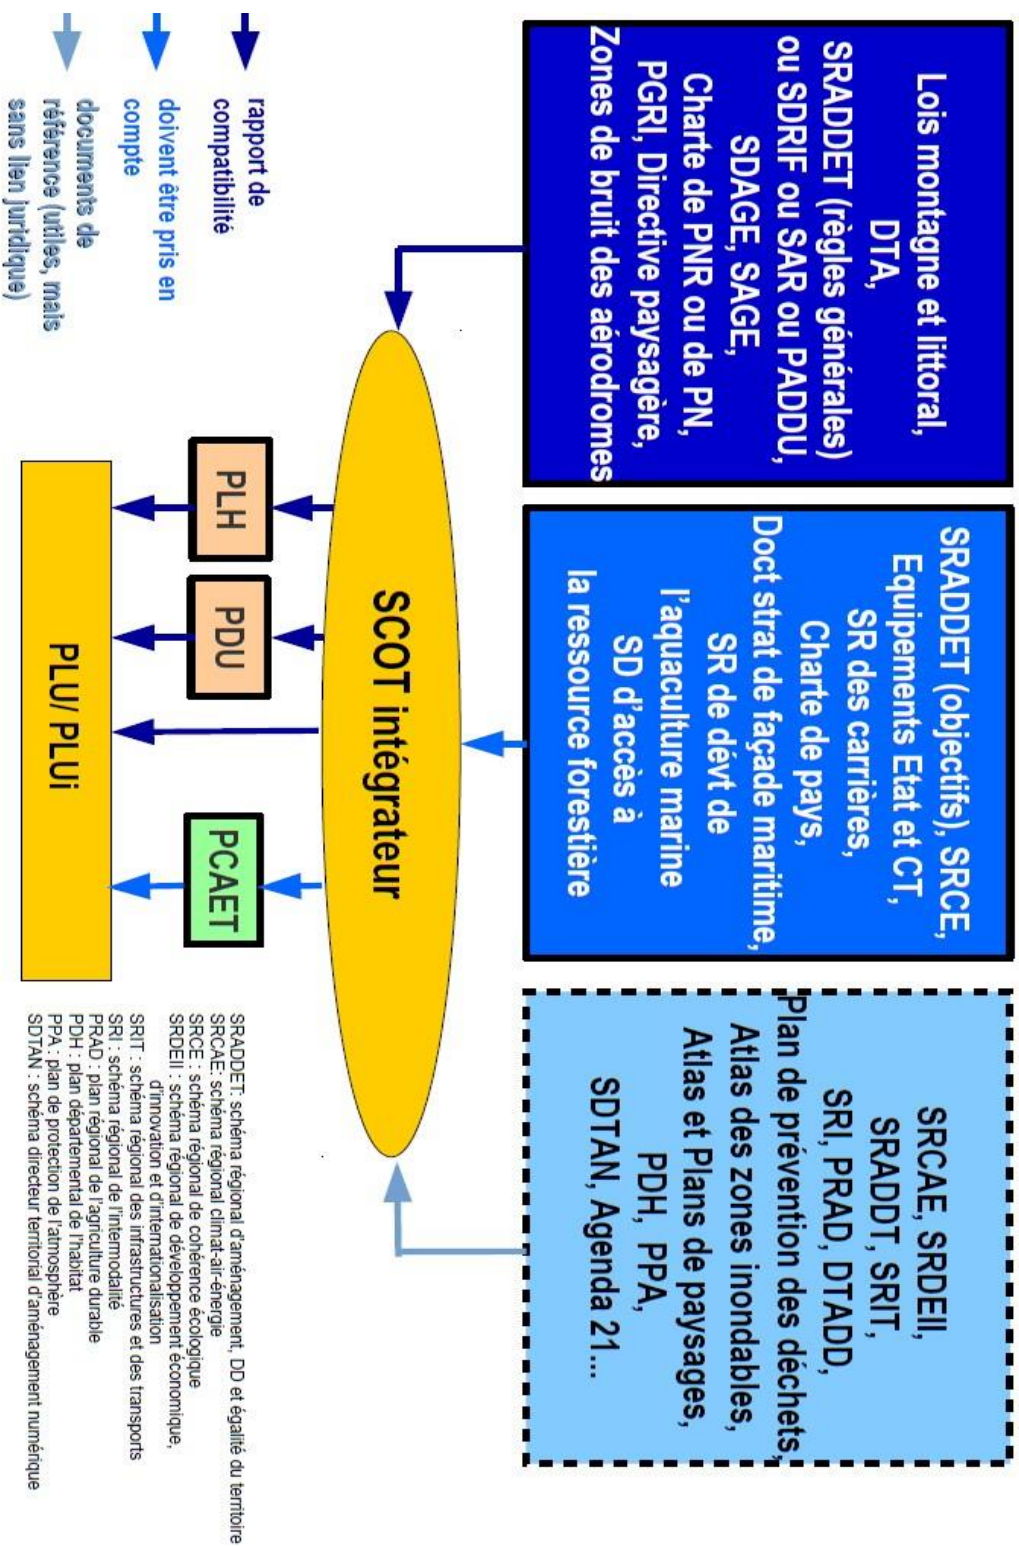 Lois montagne et littoral,
DTA,
SRADDET (règles générales)
ou SDRIF ou SAR ou PADDU,
SDAGE, SAGE,
Charte de PNR ou de PN,
PGRI, Directive paysagère,
Zones de bruit des aérodromes
SRADDET (objectifs), SRCE,
Equipements Etat et CT,
SR des carrières,
Charte de pays,
Doct strat de façade maritime,
SR de dévt de
l'aquaculture marine
SD d'accès à
la ressource forestière
SRCAE, SRDEII,
SRADDT, SRIT,
SRI, PRAD, DTADD,
Plan de prévention des déchets,
Atlas des zones inondables,
Atlas et Plans de paysages,
PDH, PPA,
SDTAN, Agenda 21...
SCOT intégrateur
PLH
PDU
PCAET
PLU/ PLUi
rapport de
compatibilité
doivent être pris en
compte
documents de
référence (utiles, mais
sans lien juridique)
SRADDET: schéma régional d'aménagement, DD et égalité du territoire
SRCAE: schéma régional climat-air-énergie
SRCE : schéma régional de cohérence écologique
SRDEII : schéma régional de développement économique,
d'innovation et d'internationalisation
SRIT : schéma régional des infrastructures et des transports
SRI : schéma régional de l'intermodalité
PRAD : plan régional de l'agriculture durable
PDH : plan départemental de l'habitat
PPA : plan de protection de l'atmosphère
SDTAN : schéma directeur territorial d'aménagement numérique